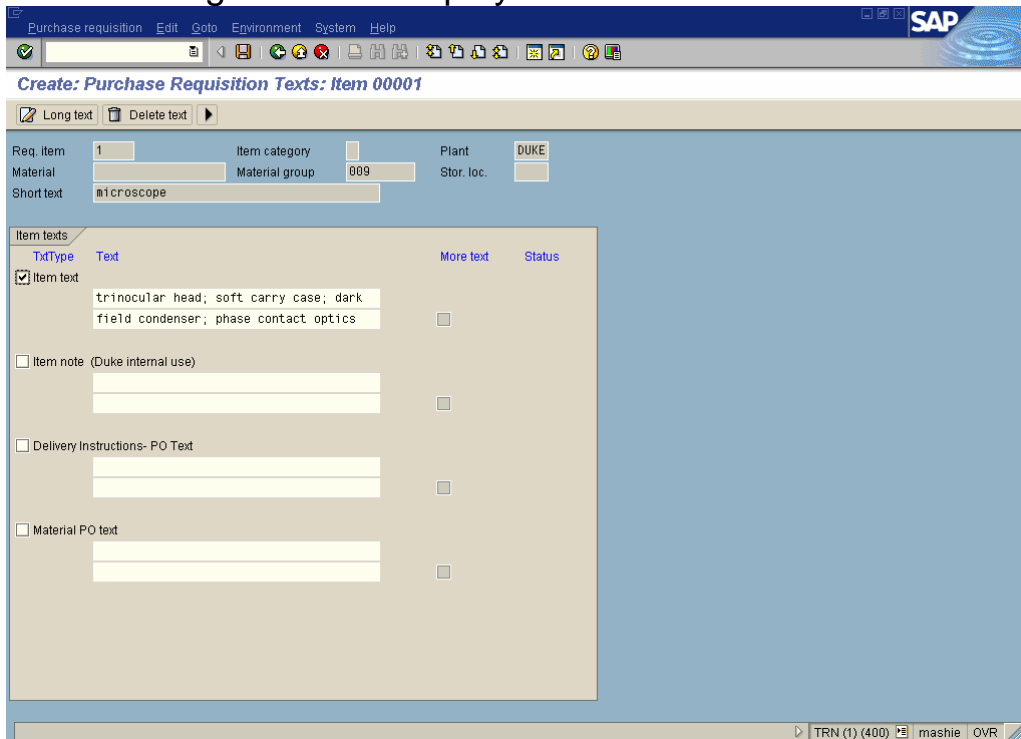 Purchase requisition Edit Goto Environment System Help
SAP
Create: Purchase Requisition Texts: Item 00001
Long text Delete text
Req. item 1 Item category Plant DUKE
Material Material group 009 Stor. loc.
Short text microscope
Item texts
TxtType Text More text Status
Item text
trinocular head; soft carry case; dark
field condenser; phase contact optics
Item note (Duke internal use)
Delivery Instructions- PO Text
Material PO text
TRN (1) (400) mashie OVR